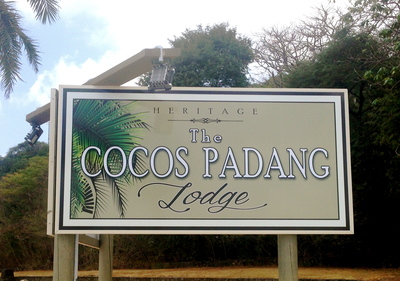 HERITAGE
The
COCOS PADANG
Lodge